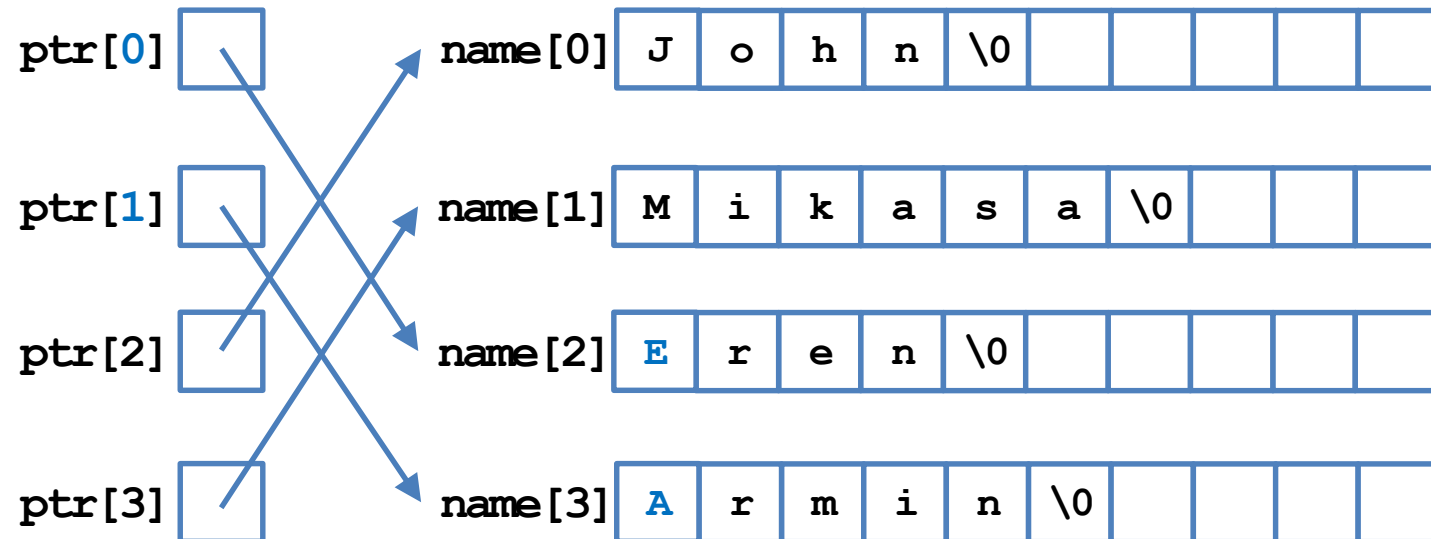 ptr[0] name[0] J o h n \0
ptr[1] name[1] M i k a s a \0
ptr[2] name[2] E r e n \0
ptr[3] name[3] A r m i n \0